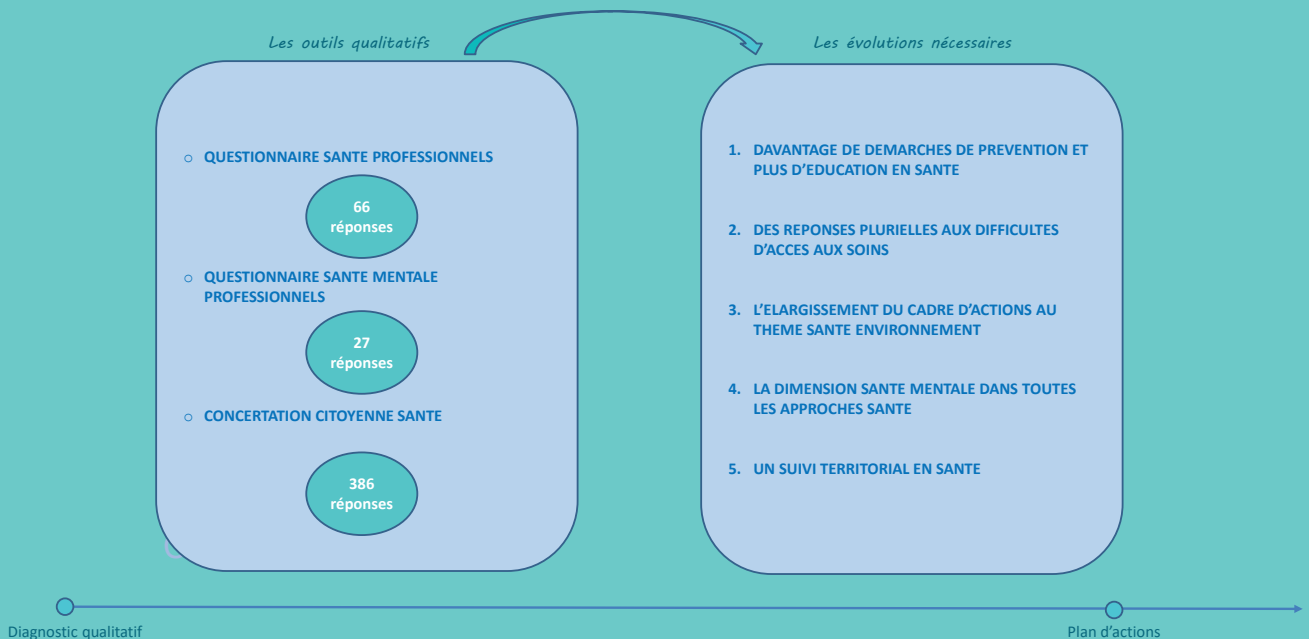 Les outils qualitatifs
○ QUESTIONNAIRE SANTE PROFESSIONNELS
66
réponses
○ QUESTIONNAIRE SANTE MENTALE
PROFESSIONNELS
27
réponses
○ CONCERTATION CITOYENNE SANTE
386
réponses
Les évolutions nécessaires
1. DAVANTAGE DE DEMARCHES DE PREVENTION ET
PLUS D’EDUCATION EN SANTE
2. DES REPONSES PLURIELLES AUX DIFFICULTES
D’ACCES AUX SOINS
3. L’ELARGISSEMENT DU CADRE D’ACTIONS AU
THEME SANTE ENVIRONNEMENT
4. LA DIMENSION SANTE MENTALE DANS TOUTES
LES APPROCHES SANTE
5. UN SUIVI TERRITORIAL EN SANTE
Diagnostic qualitatif
Plan d’actions